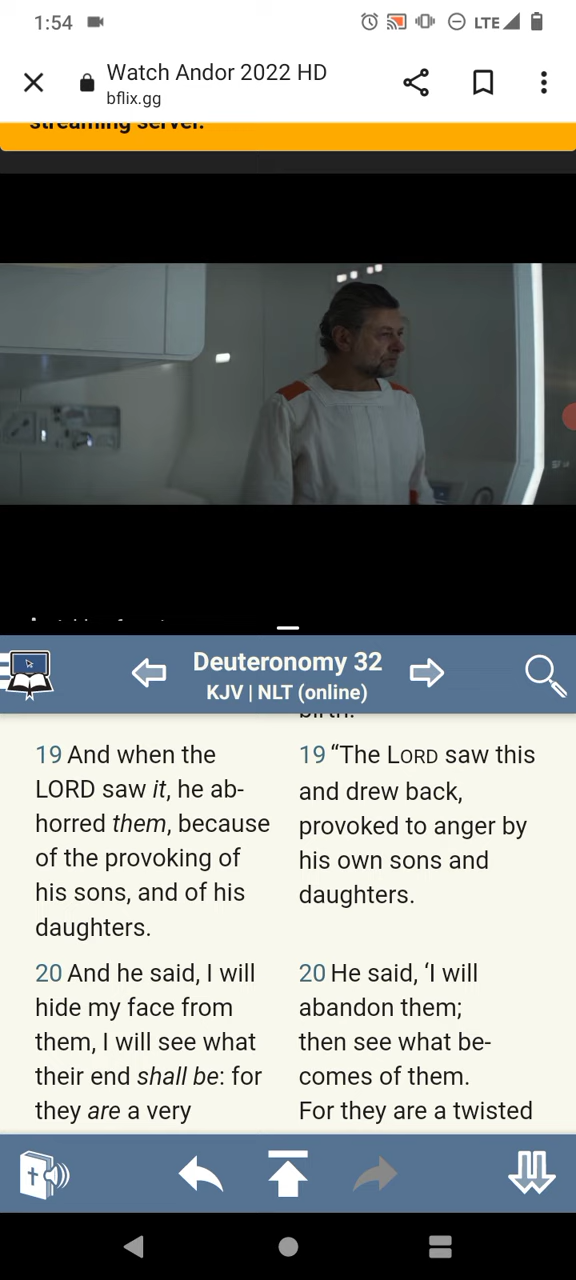 1:54
LTE
Watch Andor 2022 HD
bflix.gg
streaming server.
Deuteronomy 32
KJV | NLT (online)
birth.
19 And when the
LORD saw it, he ab-
horred them, because
of the provoking of
his sons, and of his
daughters.
20 And he said, I will
hide my face from
them, I will see what
their end shall be: for
they are a very
19 “The LORD saw this
and drew back,
provoked to anger by
his own sons and
daughters.
20 He said, ‘I will
abandon them;
then see what be-
comes of them.
For they are a twisted